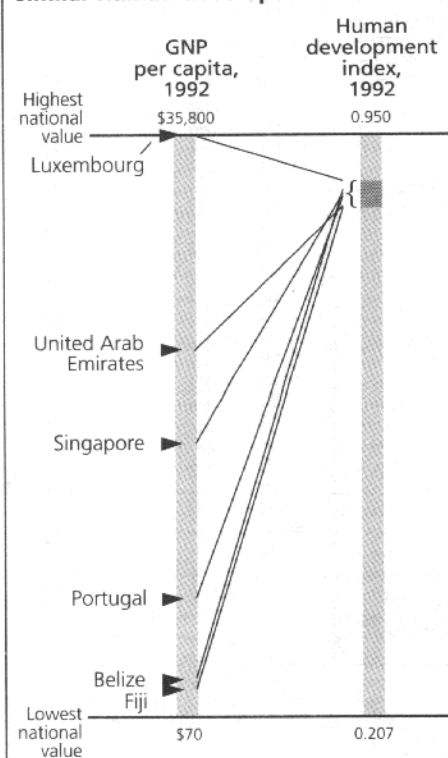 GNP
per capita,
1992
Human
development
index,
1992
Highest
national
value
$35,800
0.950
Luxembourg
United Arab
Emirates
Singapore
Portugal
Belize
Fiji
Lowest
national
value
$70
0.207